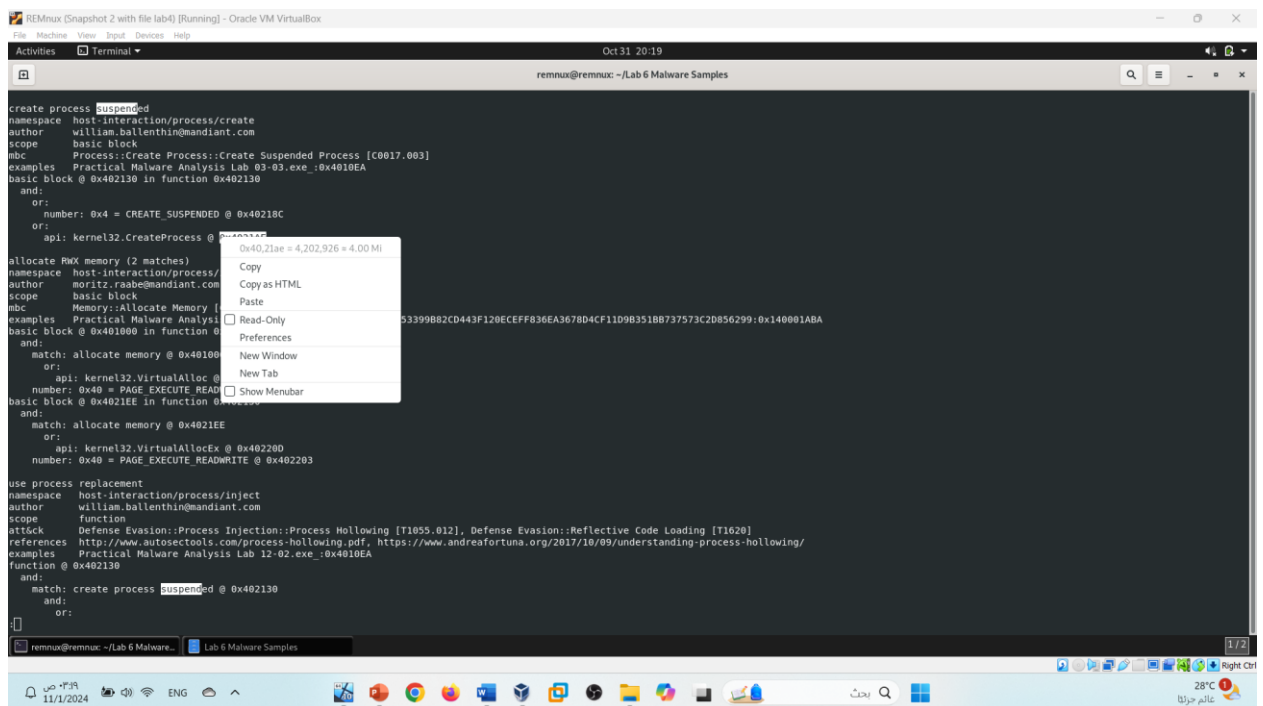 REMnux (Snapshot 2 with file lab4) [Running] - Oracle VM VirtualBox
File Machine View Input Devices Help
Activities Terminal Oct 31 20:19
remnux@remnux: ~/Lab 6 Malware Samples
create process suspended
namespace host-interaction/process/create
author william.ballenthin@mandiant.com
scope basic block
mbc Process::Create Process::Create Suspended Process [C0017.003]
examples Practical Malware Analysis Lab 03-03.exe_:0x4010EA
basic block @ 0x402130 in function 0x402130
and:
or:
number: 0x4 = CREATE_SUSPENDED @ 0x40218C
or:
api: kernel32.CreateProcess @ 0x4021AE
0x40,21ae = 4,202,926 ≈ 4.00 Mi
Copy
Copy as HTML
Paste
Read-Only
Preferences
New Window
New Tab
Show Menubar
allocate RWX memory (2 matches)
namespace host-interaction/process/
author moritz.raabe@mandiant.com
scope basic block
mbc Memory::Allocate Memory [
examples Practical Malware Analysi 53399B82CD443F120ECEFF836EA3678D4CF11D9B351BB737573C2D856299:0x140001ABA
basic block @ 0x401000 in function 0
and:
match: allocate memory @ 0x40100
or:
api: kernel32.VirtualAlloc @
number: 0x40 = PAGE_EXECUTE_READ
basic block @ 0x4021EE in function 0x402130
and:
match: allocate memory @ 0x4021EE
or:
api: kernel32.VirtualAllocEx @ 0x40220D
number: 0x40 = PAGE_EXECUTE_READWRITE @ 0x402203
use process replacement
namespace host-interaction/process/inject
author william.ballenthin@mandiant.com
scope function
att&ck Defense Evasion::Process Injection::Process Hollowing [T1055.012], Defense Evasion::Reflective Code Loading [T1620]
references http://www.autosectools.com/process-hollowing.pdf, https://www.andreafortuna.org/2017/10/09/understanding-process-hollowing/
examples Practical Malware Analysis Lab 12-02.exe_:0x4010EA
function @ 0x402130
and:
match: create process suspended @ 0x402130
and:
or:
:
remnux@remnux: ~/Lab 6 Malware... Lab 6 Malware Samples 1/2
Right Ctrl
ص ٠٣:١٩
11/1/2024
ENG
بحث
28°C
غائم جزئيًا
1